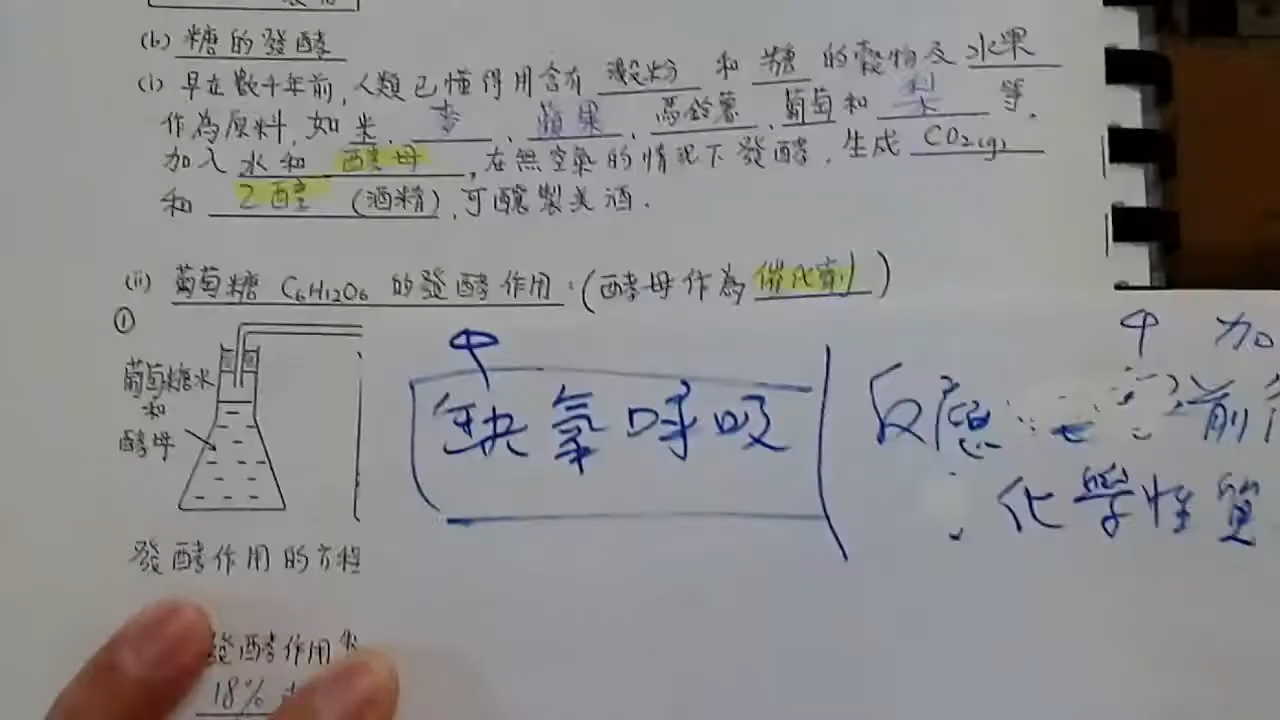 (b) 糖的發酵
(i) 早在數千年前,人類已懂得用含有 澱粉 和 糖 的穀物及水果
作為原料,如米、麥、蘋果、馬鈴薯、葡萄和梨等,
加入水和酵母,在無空氣的情況下發酵,生成 CO2(g)
和 乙醇 (酒精),可釀製美酒.
(ii) 葡萄糖 C6H12O6 的發酵作用:(酵母作為催化劑)
①
葡萄糖水
和
酵母
缺氧呼吸
加
反應 前
化學性質
發酵作用的方程
發酵作用
18%